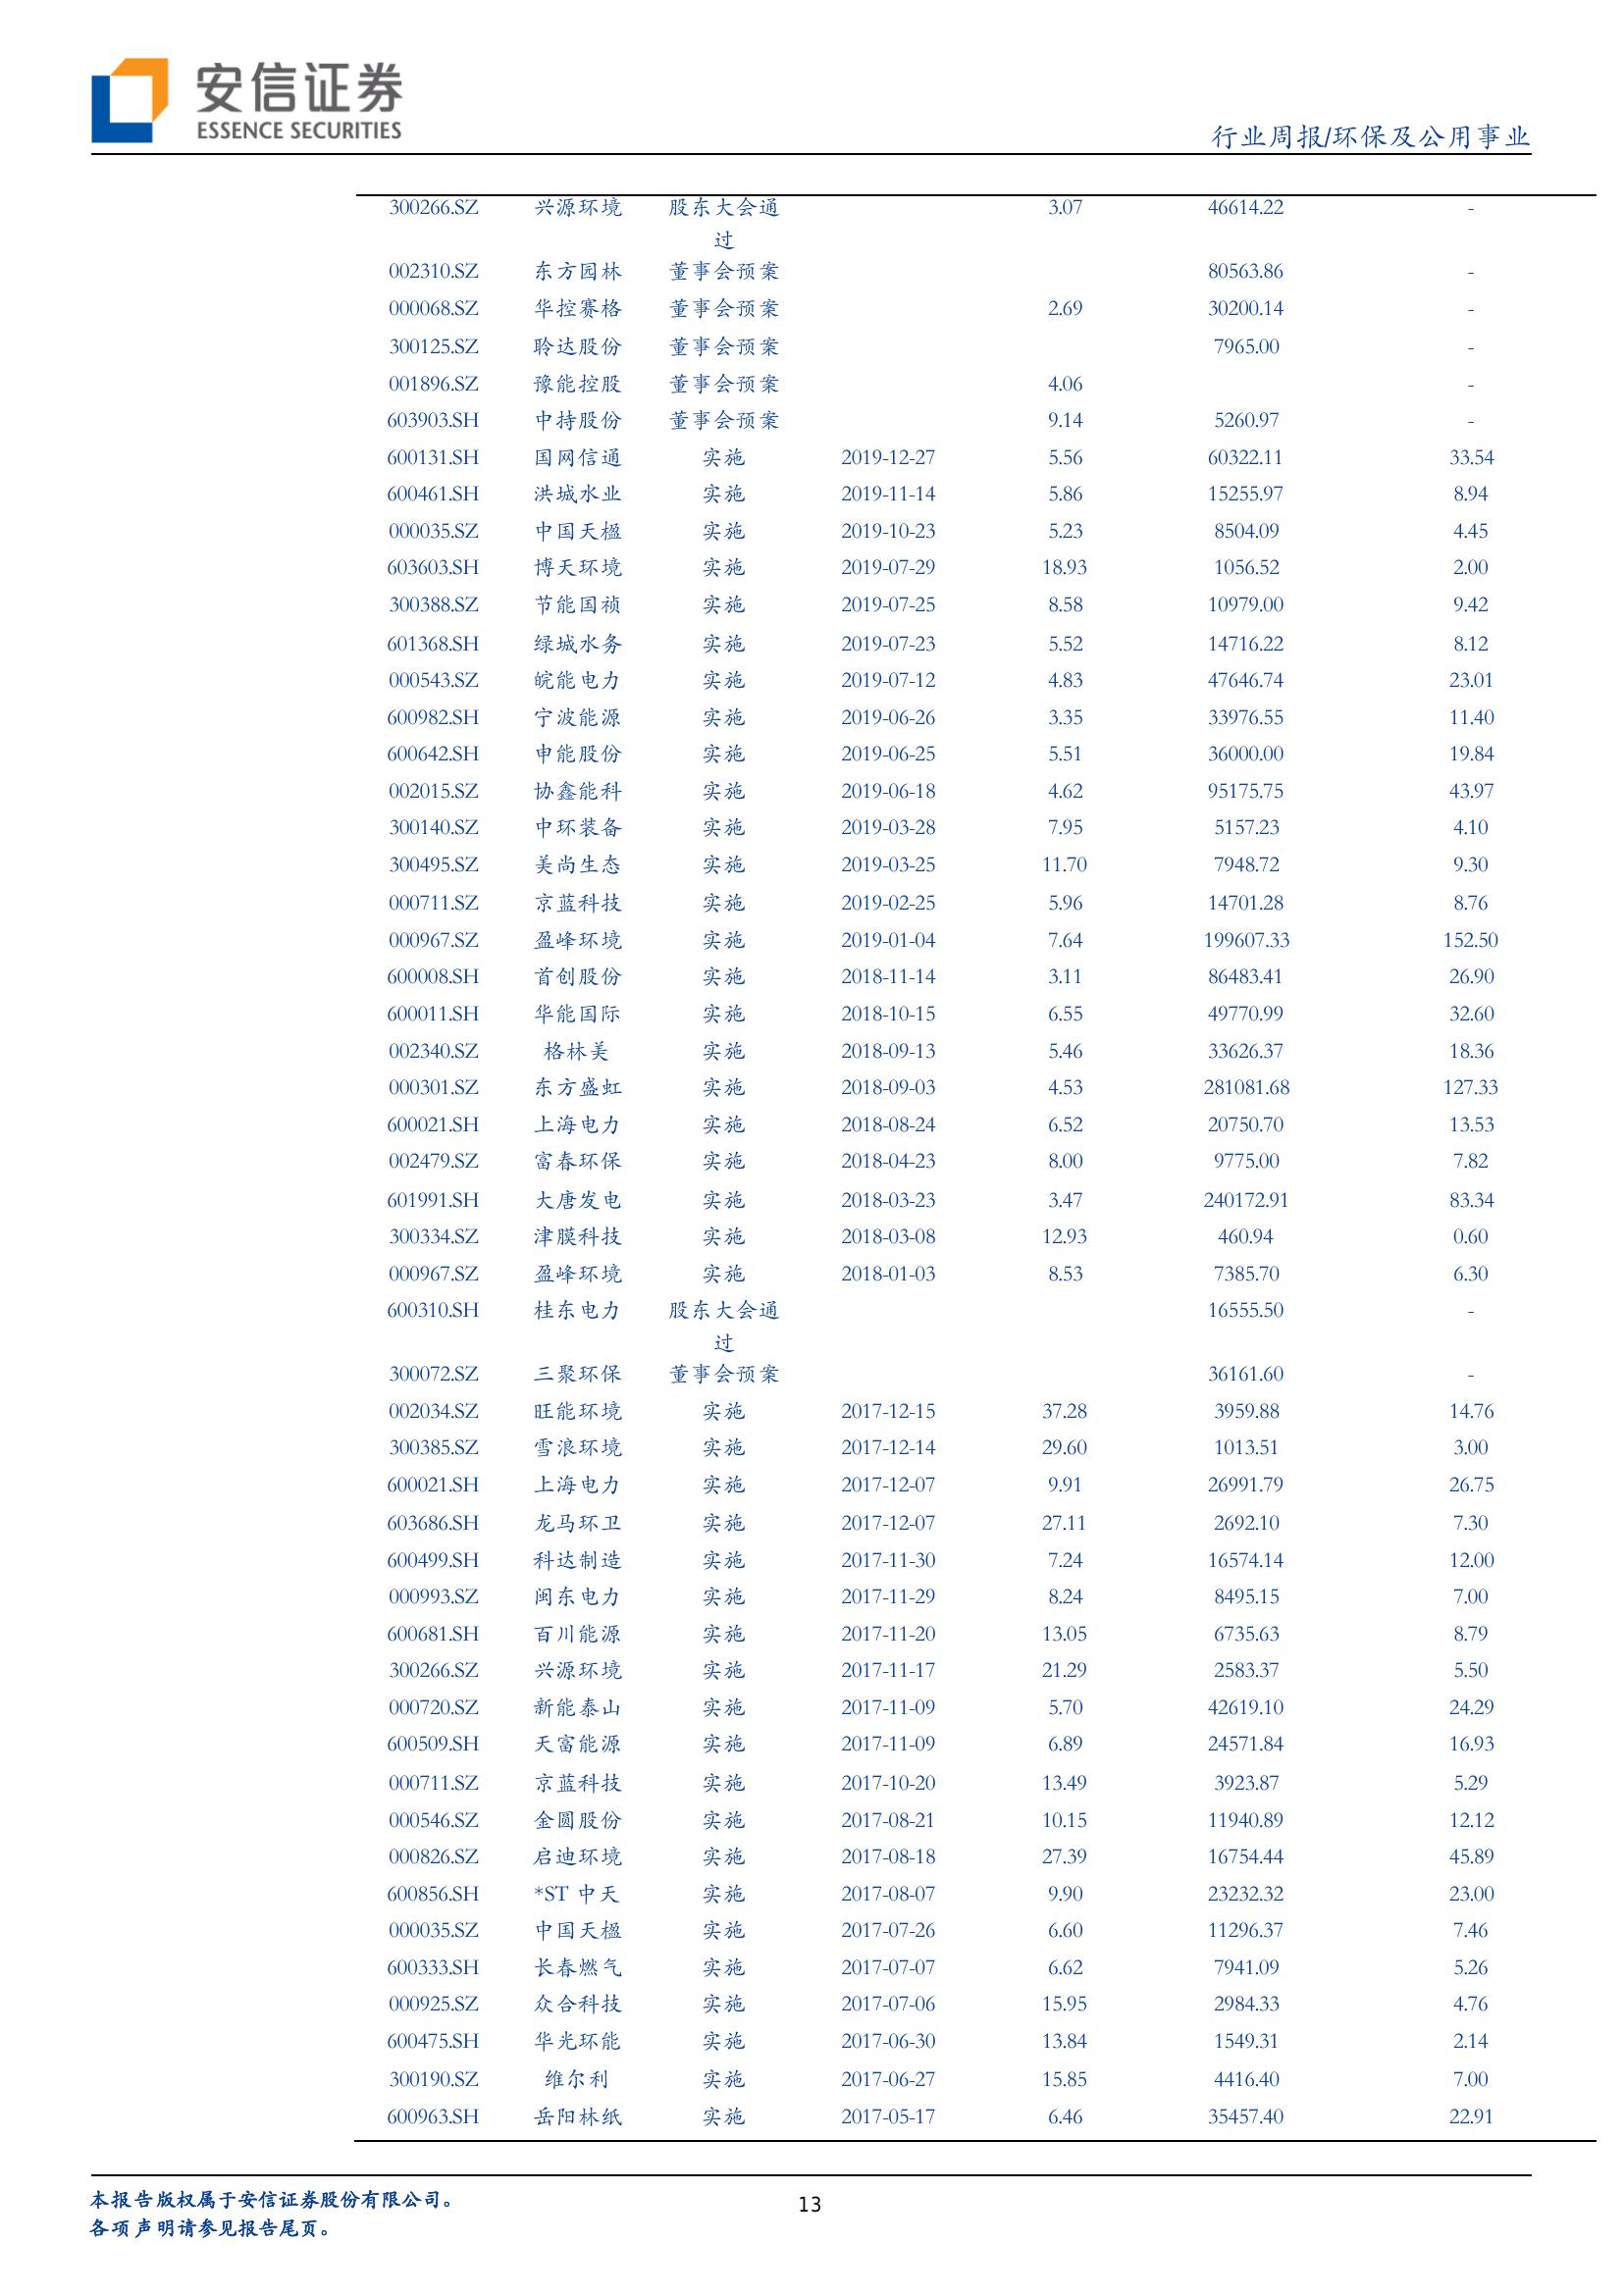 安信证券
ESSENCE SECURITIES
行业周报/环保及公用事业
300266.SZ 兴源环境 股东大会通 3.07 46614.22 -
过
002310.SZ 东方园林 董事会预案 80563.86 -
000068.SZ 华控赛格 董事会预案 2.69 30200.14 -
300125.SZ 聆达股份 董事会预案 7965.00 -
001896.SZ 豫能控股 董事会预案 4.06 -
603903.SH 中持股份 董事会预案 9.14 5260.97 -
600131.SH 国网信通 实施 2019-12-27 5.56 60322.11 33.54
600461.SH 洪城水业 实施 2019-11-14 5.86 15255.97 8.94
000035.SZ 中国天楹 实施 2019-10-23 5.23 8504.09 4.45
603603.SH 博天环境 实施 2019-07-29 18.93 1056.52 2.00
300388.SZ 节能国祯 实施 2019-07-25 8.58 10979.00 9.42
601368.SH 绿城水务 实施 2019-07-23 5.52 14716.22 8.12
000543.SZ 皖能电力 实施 2019-07-12 4.83 47646.74 23.01
600982.SH 宁波能源 实施 2019-06-26 3.35 33976.55 11.40
600642.SH 申能股份 实施 2019-06-25 5.51 36000.00 19.84
002015.SZ 协鑫能科 实施 2019-06-18 4.62 95175.75 43.97
300140.SZ 中环装备 实施 2019-03-28 7.95 5157.23 4.10
300495.SZ 美尚生态 实施 2019-03-25 11.70 7948.72 9.30
000711.SZ 京蓝科技 实施 2019-02-25 5.96 14701.28 8.76
000967.SZ 盈峰环境 实施 2019-01-04 7.64 199607.33 152.50
600008.SH 首创股份 实施 2018-11-14 3.11 86483.41 26.90
600011.SH 华能国际 实施 2018-10-15 6.55 49770.99 32.60
002340.SZ 格林美 实施 2018-09-13 5.46 33626.37 18.36
000301.SZ 东方盛虹 实施 2018-09-03 4.53 281081.68 127.33
600021.SH 上海电力 实施 2018-08-24 6.52 20750.70 13.53
002479.SZ 富春环保 实施 2018-04-23 8.00 9775.00 7.82
601991.SH 大唐发电 实施 2018-03-23 3.47 240172.91 83.34
300334.SZ 津膜科技 实施 2018-03-08 12.93 460.94 0.60
000967.SZ 盈峰环境 实施 2018-01-03 8.53 7385.70 6.30
600310.SH 桂东电力 股东大会通 16555.50 -
过
300072.SZ 三聚环保 董事会预案 36161.60 -
002034.SZ 旺能环境 实施 2017-12-15 37.28 3959.88 14.76
300385.SZ 雪浪环境 实施 2017-12-14 29.60 1013.51 3.00
600021.SH 上海电力 实施 2017-12-07 9.91 26991.79 26.75
603686.SH 龙马环卫 实施 2017-12-07 27.11 2692.10 7.30
600499.SH 科达制造 实施 2017-11-30 7.24 16574.14 12.00
000993.SZ 闽东电力 实施 2017-11-29 8.24 8495.15 7.00
600681.SH 百川能源 实施 2017-11-20 13.05 6735.63 8.79
300266.SZ 兴源环境 实施 2017-11-17 21.29 2583.37 5.50
000720.SZ 新能泰山 实施 2017-11-09 5.70 42619.10 24.29
600509.SH 天富能源 实施 2017-11-09 6.89 24571.84 16.93
000711.SZ 京蓝科技 实施 2017-10-20 13.49 3923.87 5.29
000546.SZ 金圆股份 实施 2017-08-21 10.15 11940.89 12.12
000826.SZ 启迪环境 实施 2017-08-18 27.39 16754.44 45.89
600856.SH *ST 中天 实施 2017-08-07 9.90 23232.32 23.00
000035.SZ 中国天楹 实施 2017-07-26 6.60 11296.37 7.46
600333.SH 长春燃气 实施 2017-07-07 6.62 7941.09 5.26
000925.SZ 众合科技 实施 2017-07-06 15.95 2984.33 4.76
600475.SH 华光环能 实施 2017-06-30 13.84 1549.31 2.14
300190.SZ 维尔利 实施 2017-06-27 15.85 4416.40 7.00
600963.SH 岳阳林纸 实施 2017-05-17 6.46 35457.40 22.91
本报告版权属于安信证券股份有限公司。
各项声明请参见报告尾页。
13